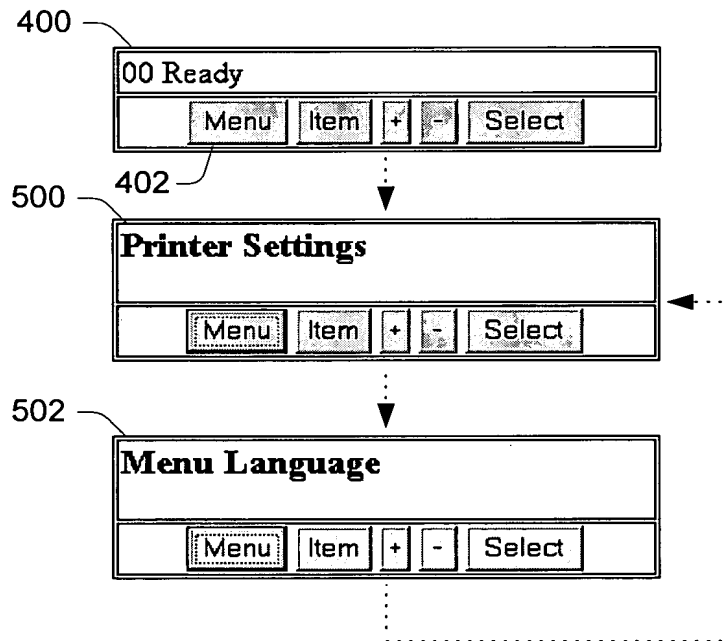 400
00 Ready
Menu Item + - Select
402
500
Printer Settings
Menu Item + - Select
502
Menu Language
Menu Item + - Select